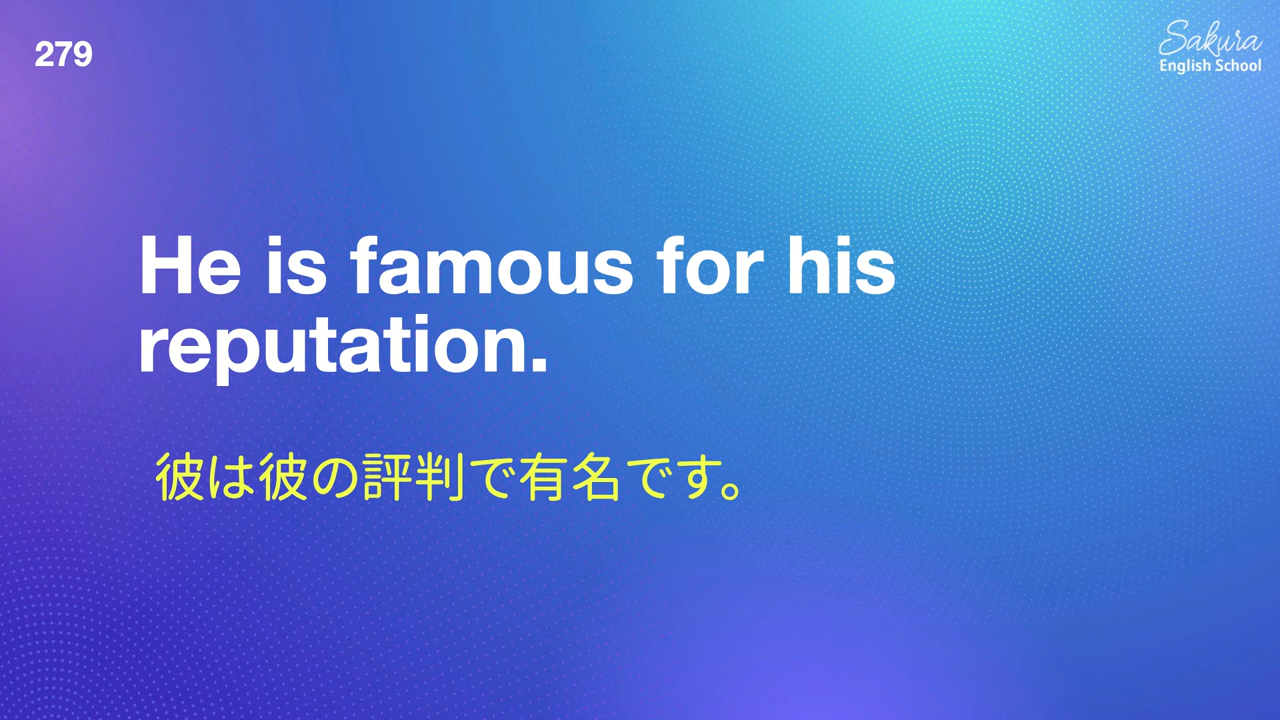 279
Sakura
English School
He is famous for his
reputation.
彼は彼の評判で有名です。